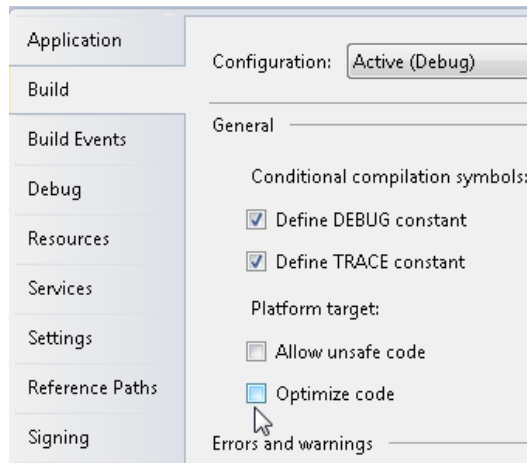 Application
Build
Build Events
Debug
Resources
Services
Settings
Reference Paths
Signing
Configuration: Active (Debug)
General
Conditional compilation symbols:
Define DEBUG constant
Define TRACE constant
Platform target:
Allow unsafe code
Optimize code
Errors and warnings